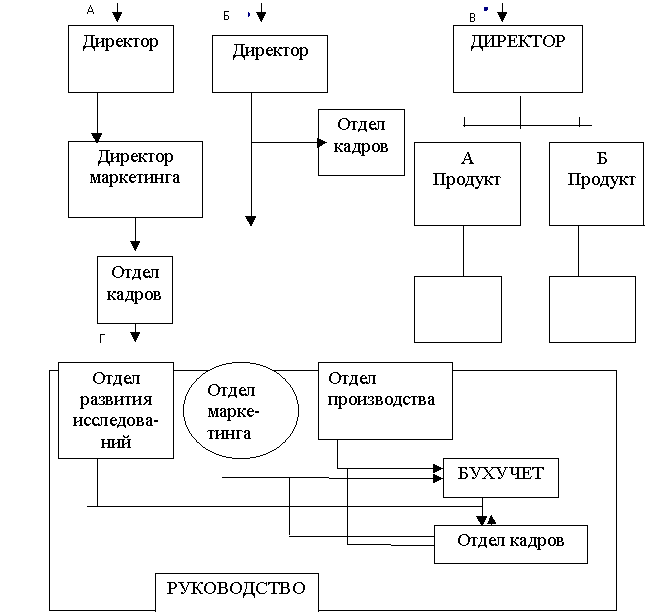 А
Директор
Директор
маркетинга
Отдел
кадров
Б
Директор
Отдел
кадров
В
ДИРЕКТОР
А
Продукт
Б
Продукт
Г
Отдел
развития
исследова-
ний
Отдел
марке-
тинга
Отдел
производства
БУХУЧЕТ
Отдел кадров
РУКОВОДСТВО